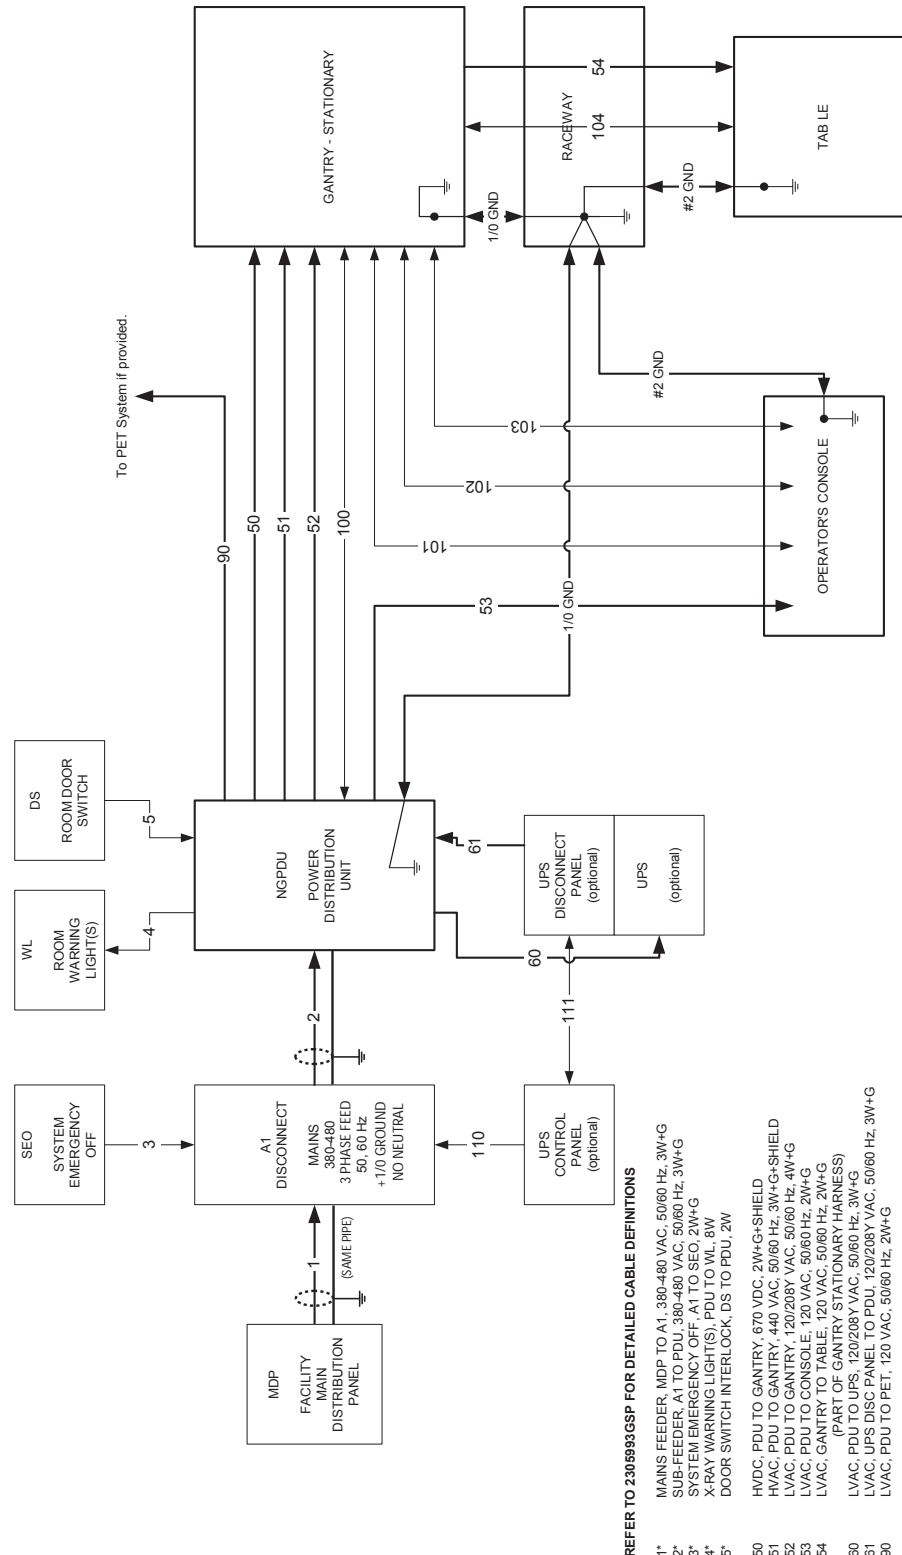 SEO
SYSTEM
EMERGENCY
OFF
WL
ROOM
WARNING
LIGHT(S)
DS
ROOM DOOR
SWITCH
To PET System if provided.
3
4
5
90
MDP
FACILITY
MAIN
DISTRIBUTION
PANEL
1
(SAME PIPE)
A1
DISCONNECT
MAINS
380-480
3 PHASE FEED
50, 60 Hz
+1/0 GROUND
NO NEUTRAL
2
NGPDU
POWER
DISTRIBUTION
UNIT
50
51
52
100
GANTRY - STATIONARY
110
60
61
53
101
102
103
1/0 GND
UPS
CONTROL
PANEL
(optional)
111
UPS
DISCONNECT
PANEL
(optional)
UPS
(optional)
1/0 GND
#2 GND
RACEWAY
54
104
#2 GND
OPERATOR'S CONSOLE
TAB LE
REFER TO 2305993GSP FOR DETAILED CABLE DEFINITIONS
1* MAINS FEEDER, MDP TO A1, 380-480 VAC, 50/60 Hz, 3W+G
2* SUB-FEEDER, A1 TO PDU, 380-480 VAC, 50/60 Hz, 3W+G
3* SYSTEM EMERGENCY OFF, A1 TO SEO, 2W+G
4* X-RAY WARNING LIGHT(S), PDU TO WL, 8W
5* DOOR SWITCH INTERLOCK, DS TO PDU, 2W
50 HVDC, PDU TO GANTRY, 670 VDC, 2W+G+SHIELD
51 HVAC, PDU TO GANTRY, 440 VAC, 50/60 Hz, 3W+G+SHIELD
52 LVAC, PDU TO GANTRY, 120/208Y VAC, 50/60 Hz, 4W+G
53 LVAC, PDU TO CONSOLE, 120 VAC, 50/60 Hz, 2W+G
54 LVAC, GANTRY TO TABLE, 120 VAC, 50/60 Hz, 2W+G
(PART OF GANTRY STATIONARY HARNESS)
60 LVAC, PDU TO UPS, 120/208Y VAC, 50/60 Hz, 3W+G
61 LVAC, UPS DISC PANEL TO PDU, 120/208Y VAC, 50/60 Hz, 3W+G
90 LVAC, PDU TO PET, 120 VAC, 50/60 Hz, 2W+G